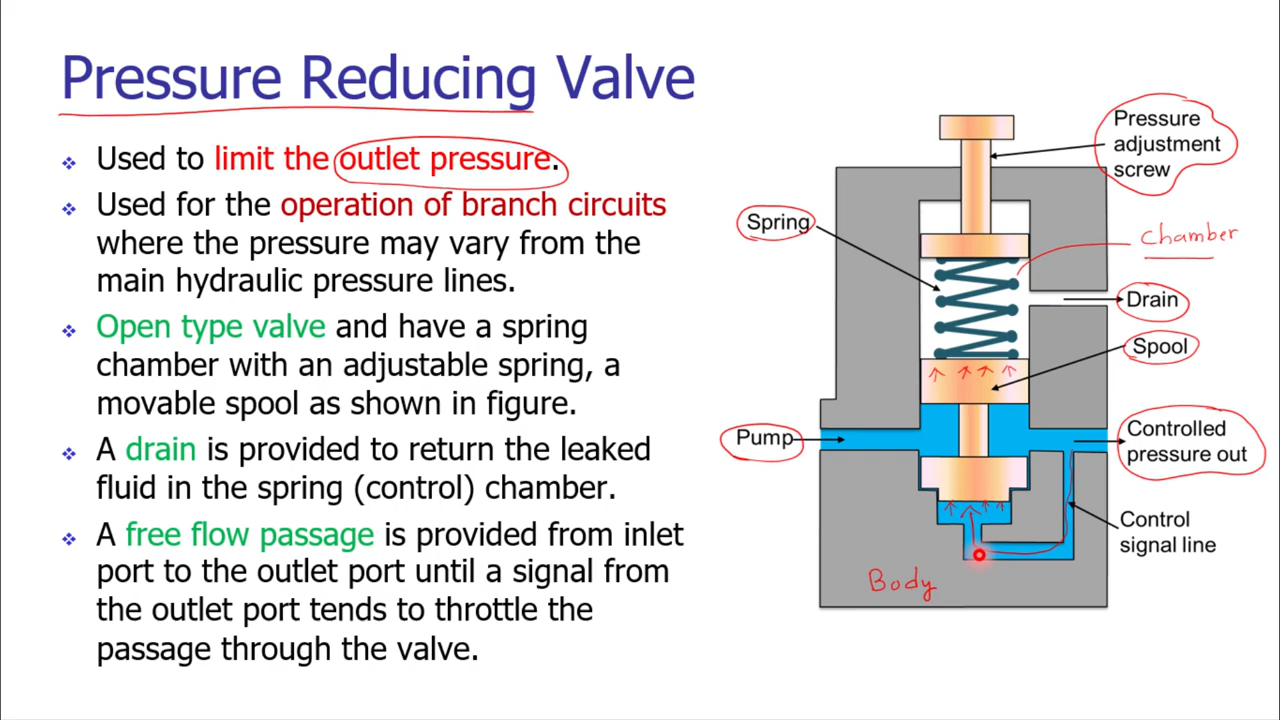 Pressure Reducing Valve
❖ Used to limit the outlet pressure.
❖ Used for the operation of branch circuits
where the pressure may vary from the
main hydraulic pressure lines.
❖ Open type valve and have a spring
chamber with an adjustable spring, a
movable spool as shown in figure.
❖ A drain is provided to return the leaked
fluid in the spring (control) chamber.
❖ A free flow passage is provided from inlet
port to the outlet port until a signal from
the outlet port tends to throttle the
passage through the valve.
Pressure
adjustment
screw
Spring
Chamber
Drain
Spool
Pump
Controlled
pressure out
Control
signal line
Body